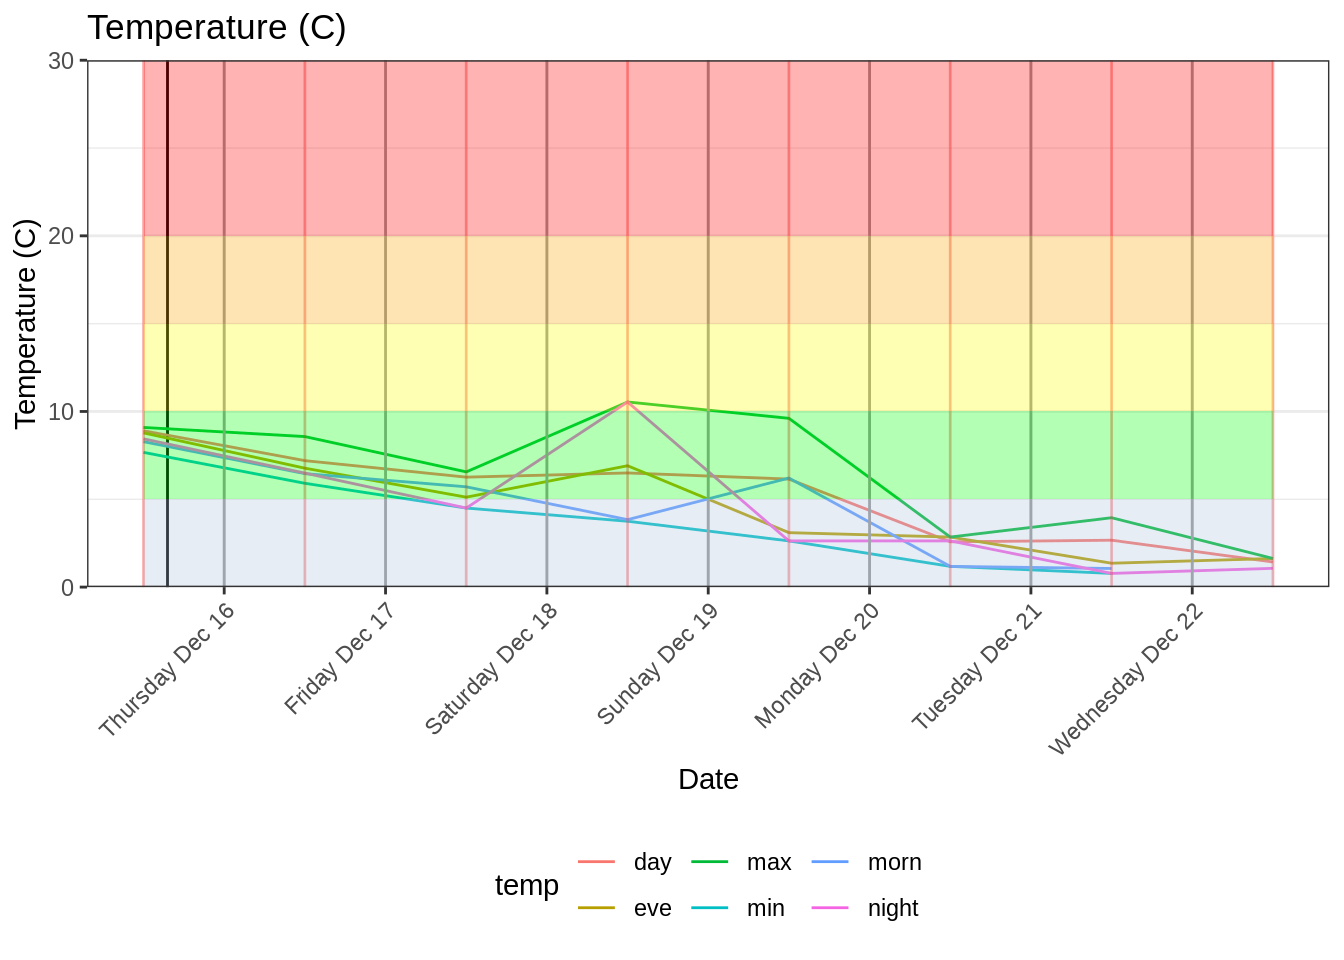 Temperature (C)
Temperature (C)
30
20
10
0
Thursday Dec 16
Friday Dec 17
Saturday Dec 18
Sunday Dec 19
Monday Dec 20
Tuesday Dec 21
Wednesday Dec 22
Date
temp
day
max
morn
eve
min
night